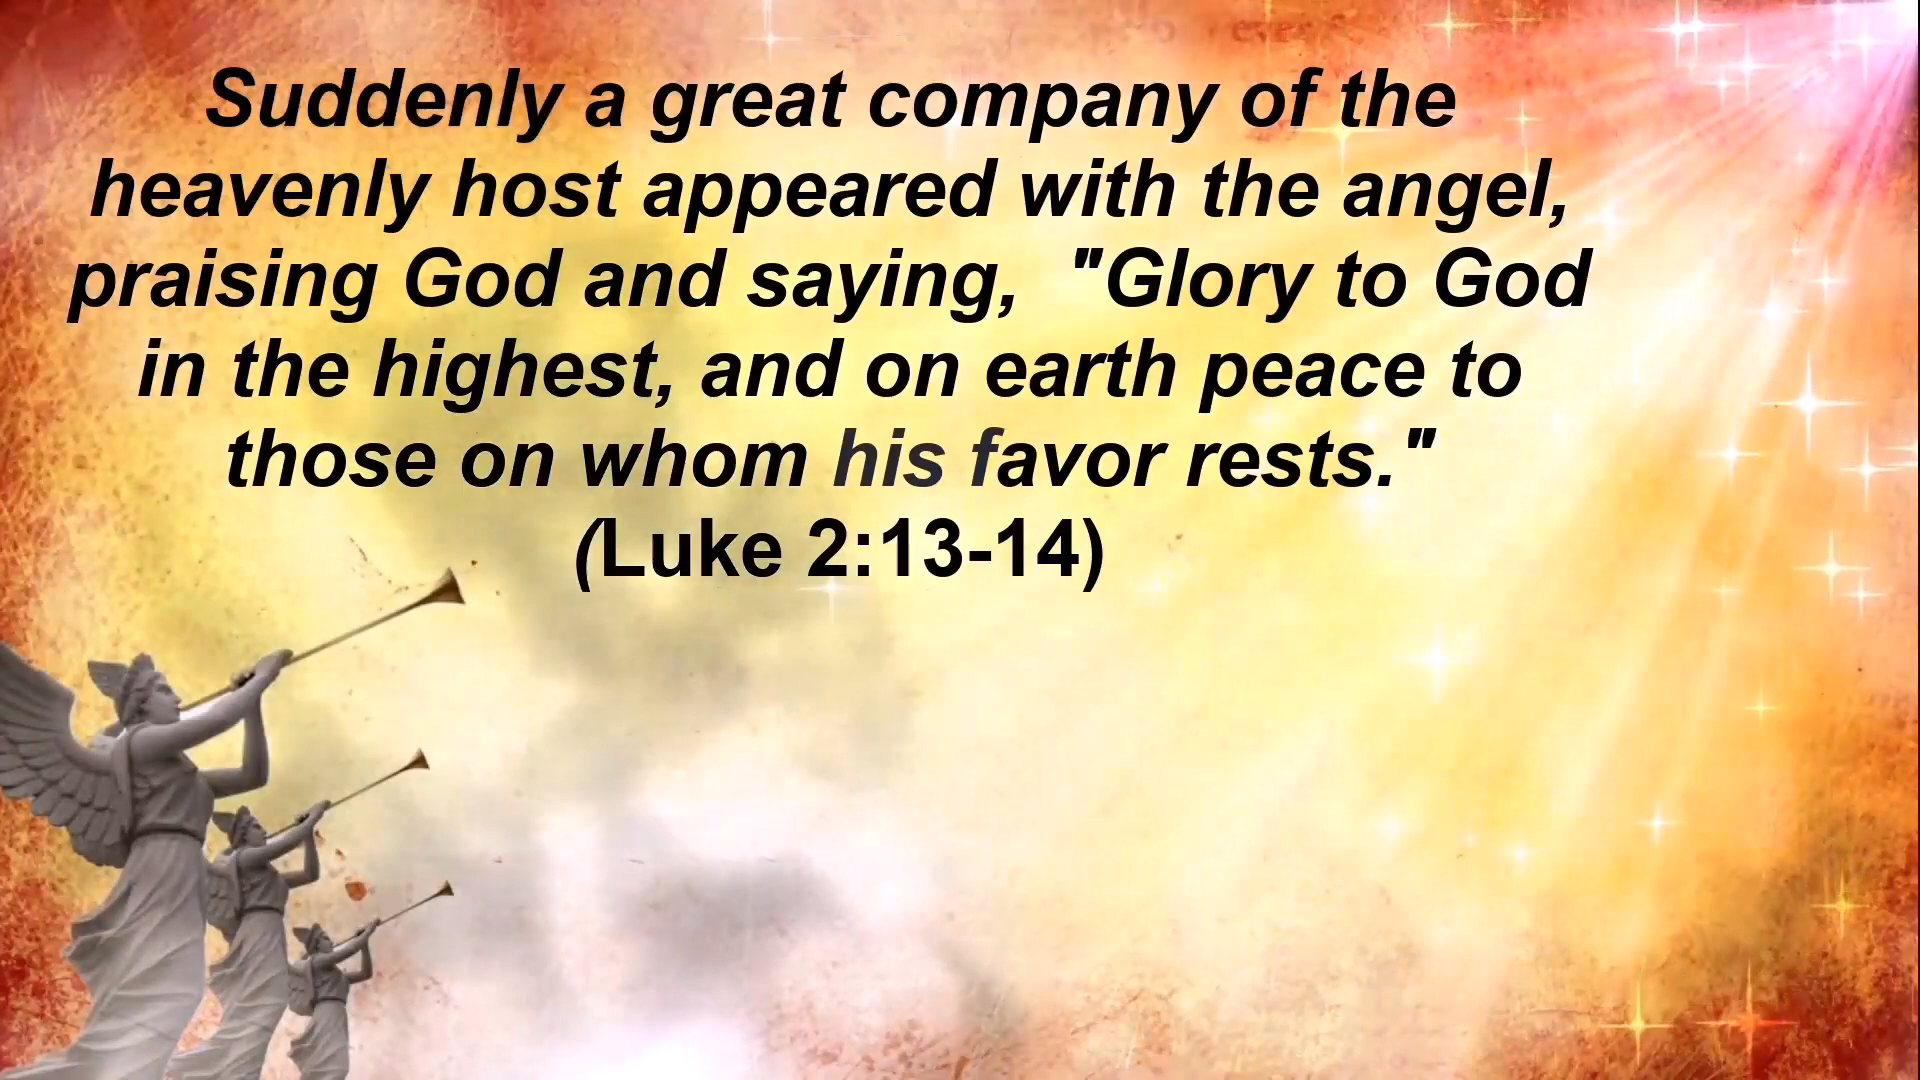 Suddenly a great company of the
heavenly host appeared with the angel,
praising God and saying,  "Glory to God
in the highest, and on earth peace to
those on whom his favor rests."
(Luke 2:13-14)